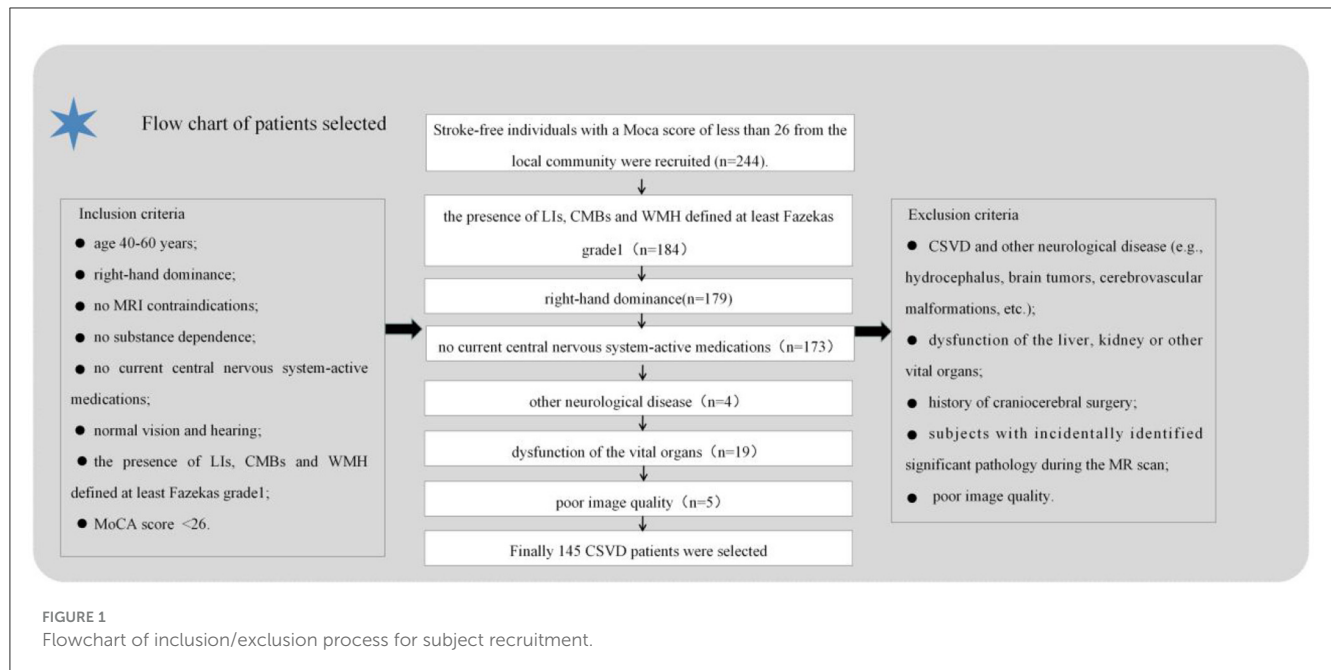 Flow chart of patients selected
Stroke-free individuals with a Moca score of less than 26 from the
local community were recruited (n=244).
Inclusion criteria
● age 40-60 years;
● right-hand dominance;
● no MRI contraindications;
● no substance dependence;
● no current central nervous system-active
medications;
● normal vision and hearing;
● the presence of LIs, CMBs and WMH
defined at least Fazekas grade1;
● MoCA score <26.
the presence of LIs, CMBs and WMH defined at least Fazekas
grade1（n=184）
right-hand dominance(n=179)
no current central nervous system-active medications（n=173）
other neurological disease（n=4）
dysfunction of the vital organs（n=19）
poor image quality（n=5）
Finally 145 CSVD patients were selected
Exclusion criteria
● CSVD and other neurological disease (e.g.,
hydrocephalus, brain tumors, cerebrovascular
malformations, etc.);
● dysfunction of the liver, kidney or other
vital organs;
● history of craniocerebral surgery;
● subjects with incidentally identified
significant pathology during the MR scan;
● poor image quality.
FIGURE 1
Flowchart of inclusion/exclusion process for subject recruitment.